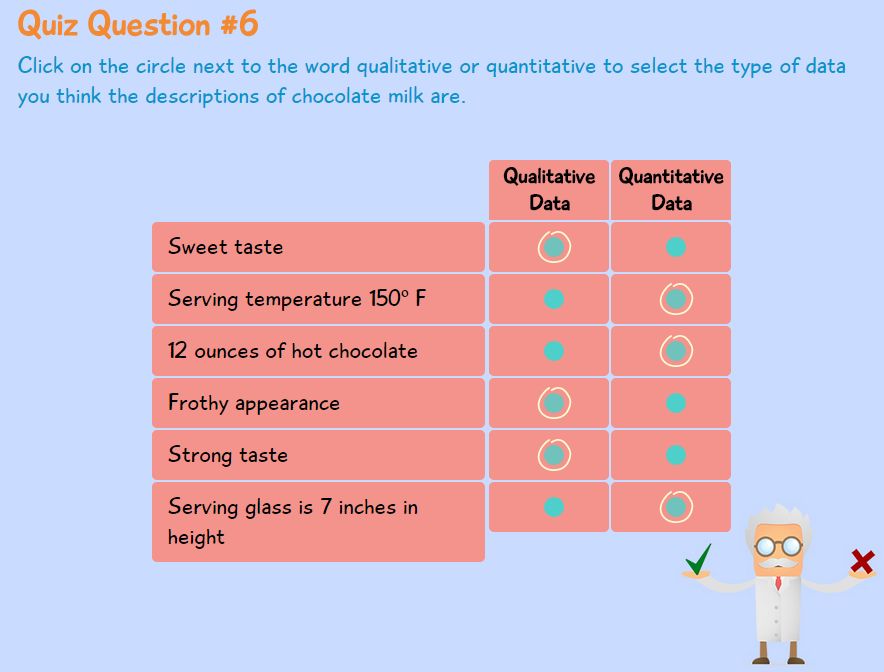 Quiz Question #6
Click on the circle next to the word qualitative or quantitative to select the type of data
you think the descriptions of chocolate milk are.
Qualitative Quantitative
Data Data
Sweet taste
Serving temperature 150° F
12 ounces of hot chocolate
Frothy appearance
Strong taste
Serving glass is 7 inches in
height